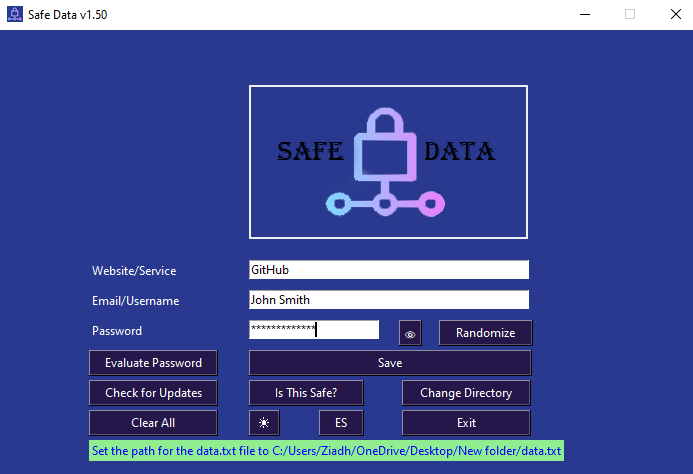 Safe Data v1.50
SAFE DATA
Website/Service
GitHub
Email/Username
John Smith
Password
*************
Randomize
Evaluate Password
Save
Check for Updates
Is This Safe?
Change Directory
Clear All
ES
Exit
Set the path for the data.txt file to C:/Users/Ziadh/OneDrive/Desktop/New folder/data.txt